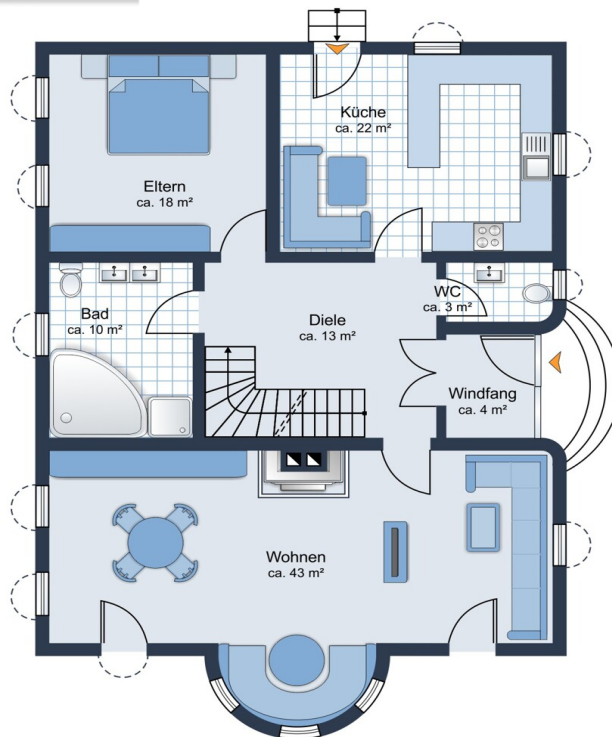 Küche
ca. 22 m²
Eltern
ca. 18 m²
Bad
ca. 10 m²
Diele
ca. 13 m²
WC
ca. 3 m²
Windfang
ca. 4 m²
Wohnen
ca. 43 m²